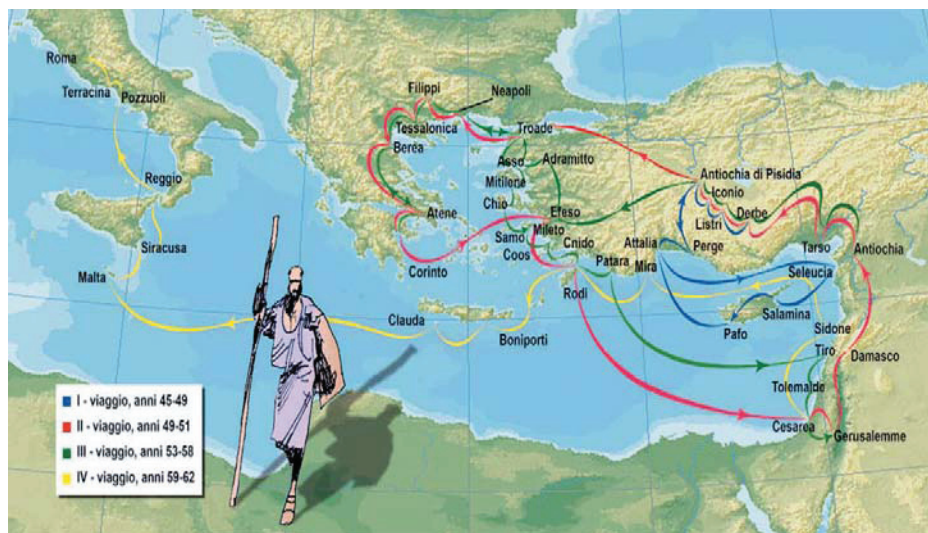 Roma
Terracina
Pozzuoli
Reggio
Siracusa
Malta
Filippi
Neapoli
Tessalonica
Berea
Troade
Asso
Adramitto
Mitilone
Chio
Atene
Efeso
Mileto
Samo
Coos
Cnido
Patara
Corinto
Rodi
Clauda
Boniporti
Antiochia di Pisidia
Iconio
Derbe
Listri
Attalia
Perge
Mira
Tarso
Antiochia
Seleucia
Salamina
Pafo
Sidone
Tiro
Damasco
Tolemaide
Cesarea
Gerusalemme
I - viaggio, anni 45-49
II - viaggio, anni 49-51
III - viaggio, anni 53-58
IV - viaggio, anni 59-62